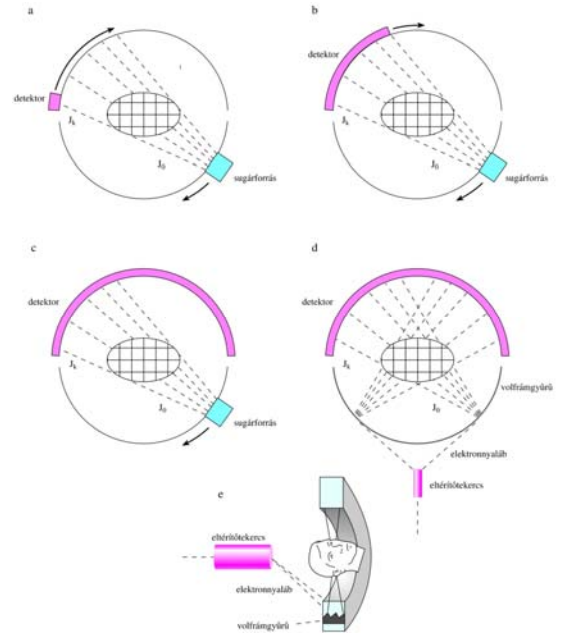 a
detektor
J_k
J_0
sugárforrás
b
detektor
J_k
J_0
sugárforrás
c
detektor
J_k
J_0
sugárforrás
d
detektor
J_k
J_0
volfrámgyűrű
elektronnyaláb
eltérítőtekercs
e
eltérítőtekercs
elektronnyaláb
volfrámgyűrű